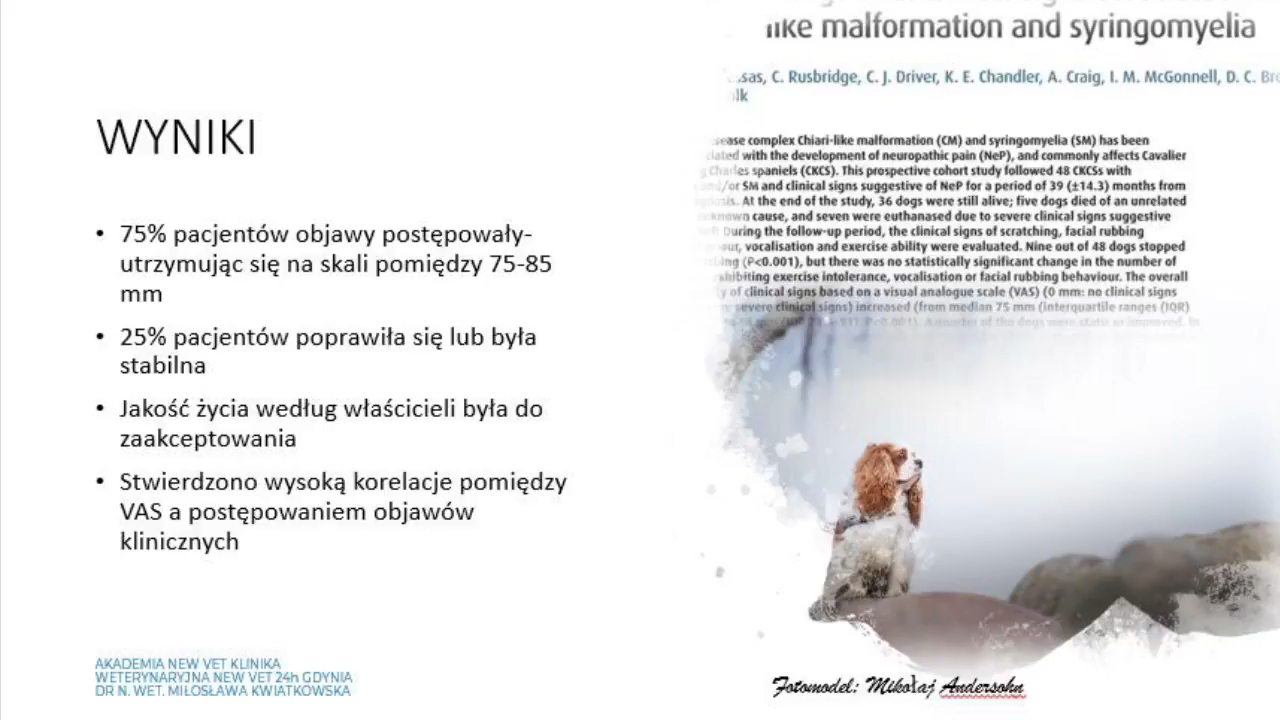 WYNIKI
• 75% pacjentów objawy postępowały-
utrzymując się na skali pomiędzy 75-85
mm
• 25% pacjentów poprawiła się lub była
stabilna
• Jakość życia według właścicieli była do
zaakceptowania
• Stwierdzono wysoką korelacje pomiędzy
VAS a postępowaniem objawów
klinicznych
AKADEMIA NEW VET KLINIKA
WETERYNARYJNA NEW VET 24h GDYNIA
DR N. WET. MIŁOSŁAWA KWIATKOWSKA
like malformation and syringomyelia
C. Rusbridge, C. J. Driver, K. E. Chandler, A. Craig, I. M. McGonnell, D. C.
complex Chiari-like malformation (CM) and syringomyelia (SM) has been
with the development of neuropathic pain (NeP), and commonly affects Cavalier
Charles spaniels (CKCS). This prospective cohort study followed 48 CKCSs with
and/or SM and clinical signs suggestive of NeP for a period of 39 (±14.3) months from
At the end of the study, 36 dogs were still alive; five dogs died of an unrelated
cause, and seven were euthanased due to severe clinical signs suggestive
During the follow-up period, the clinical signs of scratching, facial rubbing
vocalisation and exercise ability were evaluated. Nine out of 48 dogs stopped
(P<0.001), but there was no statistically significant change in the number of
exhibiting exercise intolerance, vocalisation or facial rubbing behaviour. The overall
of clinical signs based on a visual analogue scale (VAS) (0 mm: no clinical signs
severe clinical signs) increased (from median 75 mm (interquartile ranges (IQR)
A quarter of the dogs were static or improved.
Fotomodel: Mikołaj Andersohn